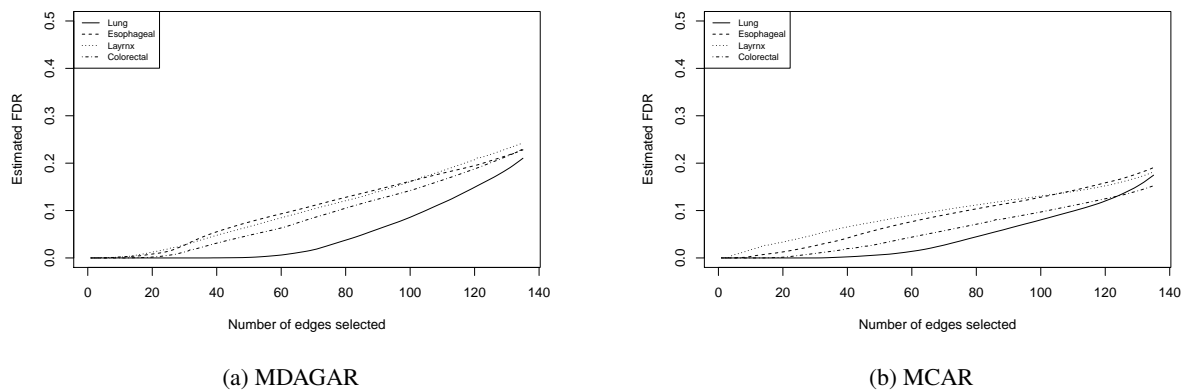 Lung
Esophageal
Layrnx
Colorectal
Estimated FDR
0.0 0.1 0.2 0.3 0.4 0.5
0 20 40 60 80 100 120 140
Number of edges selected
(a) MDAGAR
Lung
Esophageal
Layrnx
Colorectal
Estimated FDR
0.0 0.1 0.2 0.3 0.4 0.5
0 20 40 60 80 100 120 140
Number of edges selected
(b) MCAR